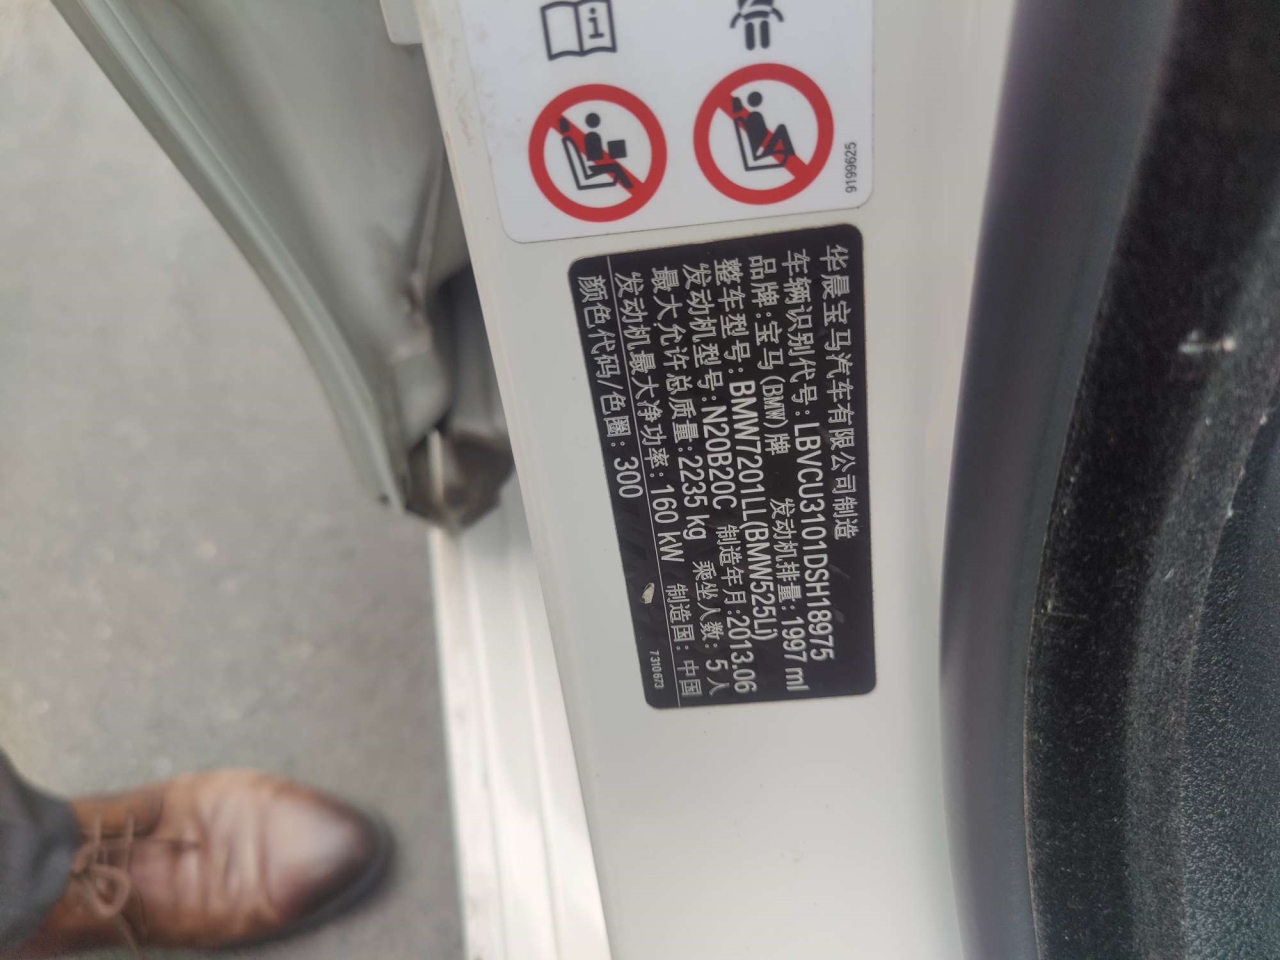 9199625
华晨宝马汽车有限公司制造
车辆识别代号:LBVCU3101DSH18975
品牌:宝马(BMW)牌 发动机排量:1997 ml
整车型号:BMW7201LL(BMW525Li)
发动机型号:N20B20C 制造年月:2013.06
最大允许总质量:2235 kg 乘坐人数:5人
发动机最大净功率:160 kW 制造国:中国
颜色代码/色圈:300 7310673